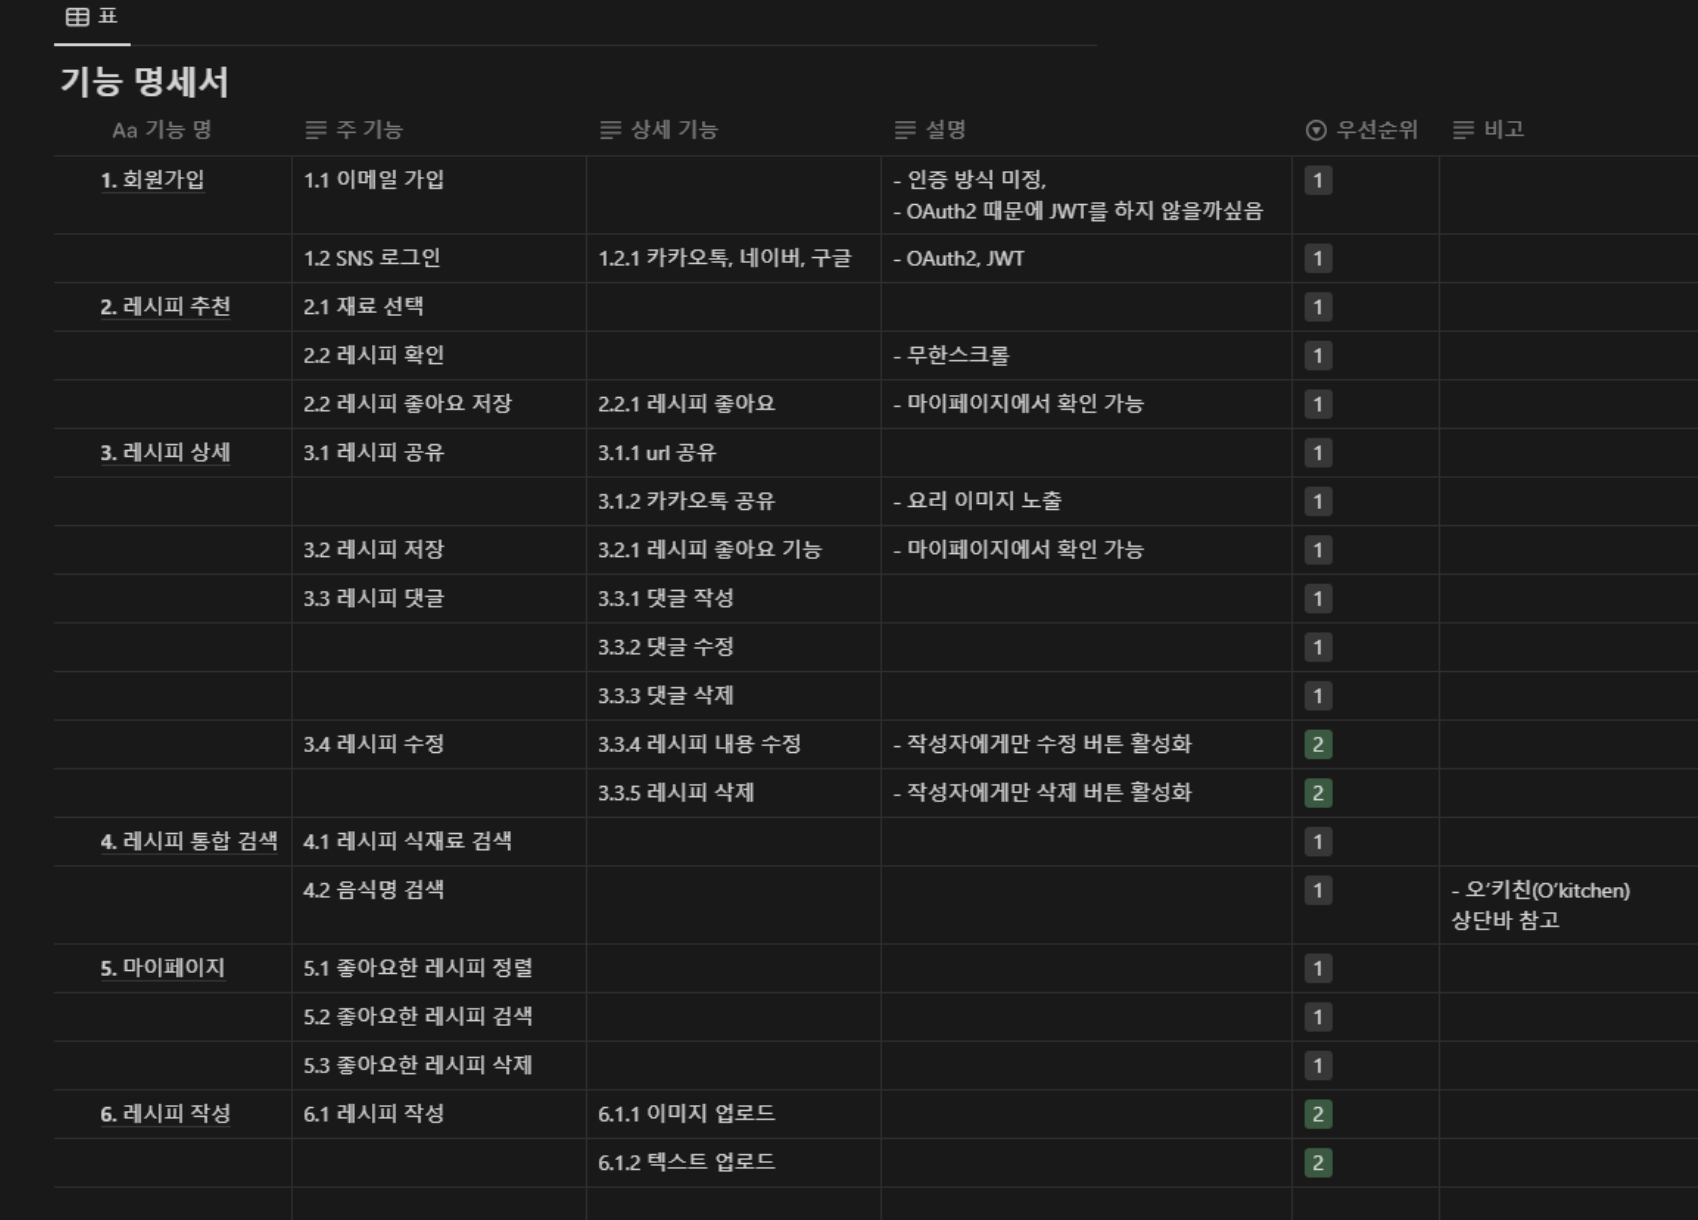 표
기능 명세서
Aa 기능 명 주 기능 상세 기능 설명 우선순위 비고
1. 회원가입 1.1 이메일 가입 - 인증 방식 미정, 1
- OAuth2 때문에 JWT를 하지 않을까싶음
1.2 SNS 로그인 1.2.1 카카오톡, 네이버, 구글 - OAuth2, JWT 1
2. 레시피 추천 2.1 재료 선택 1
2.2 레시피 확인 - 무한스크롤 1
2.2 레시피 좋아요 저장 2.2.1 레시피 좋아요 - 마이페이지에서 확인 가능 1
3. 레시피 상세 3.1 레시피 공유 3.1.1 url 공유 1
3.1.2 카카오톡 공유 - 요리 이미지 노출 1
3.2 레시피 저장 3.2.1 레시피 좋아요 기능 - 마이페이지에서 확인 가능 1
3.3 레시피 댓글 3.3.1 댓글 작성 1
3.3.2 댓글 수정 1
3.3.3 댓글 삭제 1
3.4 레시피 수정 3.3.4 레시피 내용 수정 - 작성자에게만 수정 버튼 활성화 2
3.3.5 레시피 삭제 - 작성자에게만 삭제 버튼 활성화 2
4. 레시피 통합 검색 4.1 레시피 식재료 검색 1
4.2 음식명 검색 1 - 오‘키친(O’kitchen)
상단바 참고
5. 마이페이지 5.1 좋아요한 레시피 정렬 1
5.2 좋아요한 레시피 검색 1
5.3 좋아요한 레시피 삭제 1
6. 레시피 작성 6.1 레시피 작성 6.1.1 이미지 업로드 2
6.1.2 텍스트 업로드 2